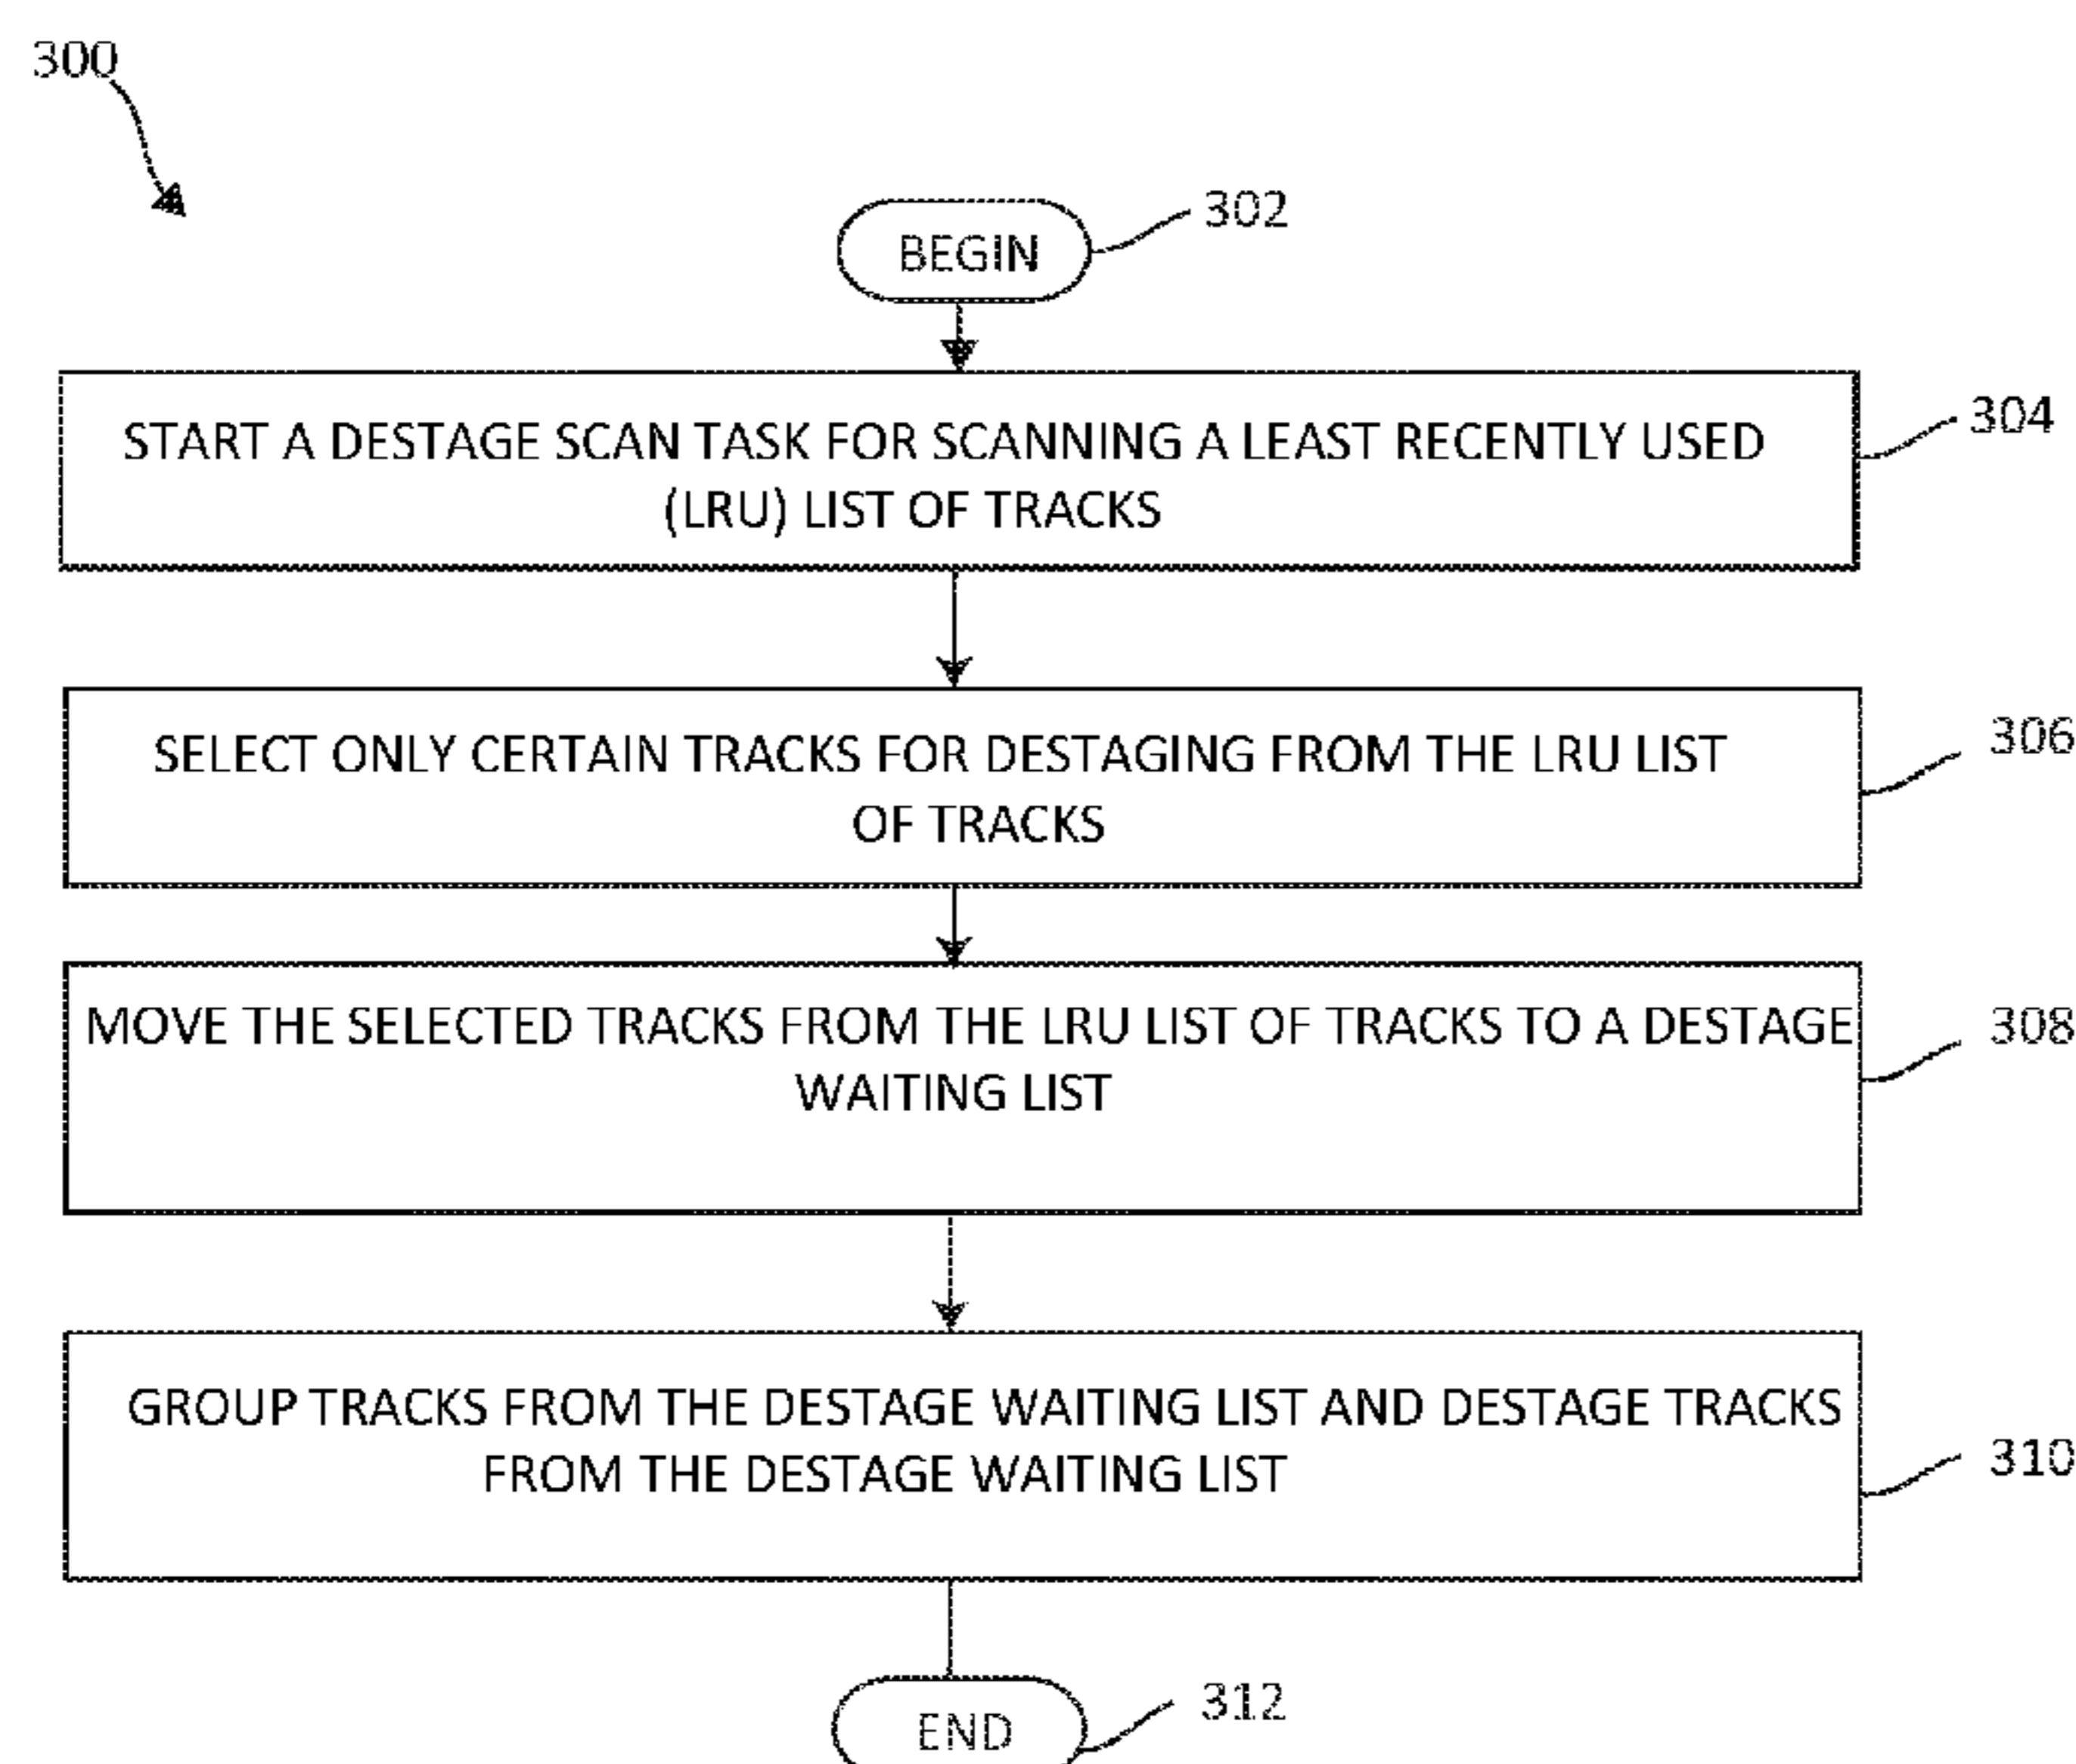 300
BEGIN
302
START A DESTAGE SCAN TASK FOR SCANNING A LEAST RECENTLY USED
(LRU) LIST OF TRACKS
304
SELECT ONLY CERTAIN TRACKS FOR DESTAGING FROM THE LRU LIST
OF TRACKS
306
MOVE THE SELECTED TRACKS FROM THE LRU LIST OF TRACKS TO A DESTAGE
WAITING LIST
308
GROUP TRACKS FROM THE DESTAGE WAITING LIST AND DESTAGE TRACKS
FROM THE DESTAGE WAITING LIST
310
END
312